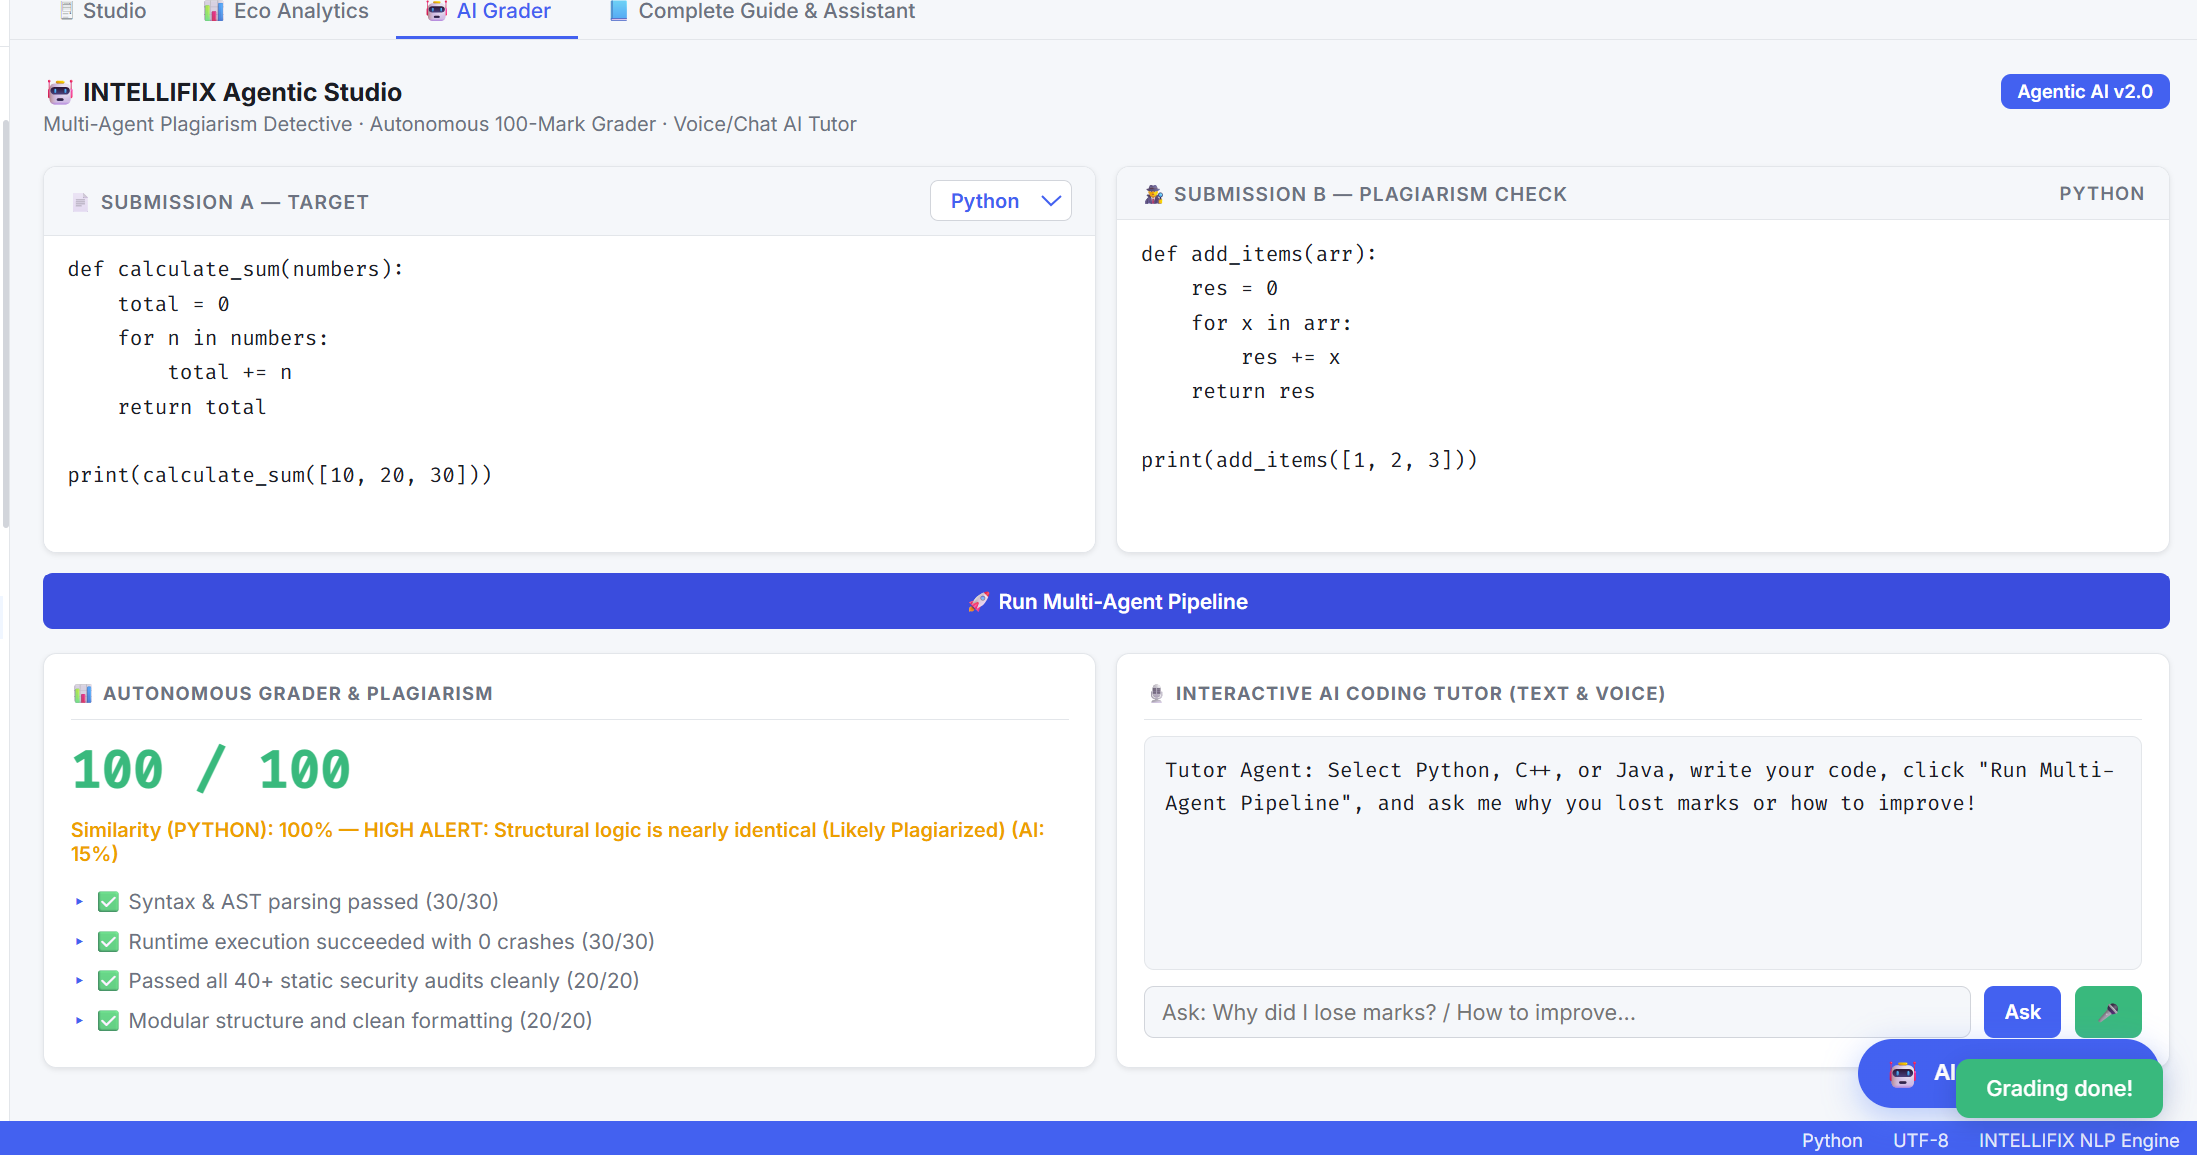 Studio
Eco Analytics
AI Grader
Complete Guide & Assistant
INTELLIFIX Agentic Studio
Agentic AI v2.0
Multi-Agent Plagiarism Detective · Autonomous 100-Mark Grader · Voice/Chat AI Tutor
SUBMISSION A — TARGET
Python
def calculate_sum(numbers):
    total = 0
    for n in numbers:
        total += n
    return total
print(calculate_sum([10, 20, 30]))
SUBMISSION B — PLAGIARISM CHECK
PYTHON
def add_items(arr):
    res = 0
    for x in arr:
        res += x
    return res
print(add_items([1, 2, 3]))
Run Multi-Agent Pipeline
AUTONOMOUS GRADER & PLAGIARISM
100 / 100
Similarity (PYTHON): 100% — HIGH ALERT: Structural logic is nearly identical (Likely Plagiarized) (AI:
15%)
Syntax & AST parsing passed (30/30)
Runtime execution succeeded with 0 crashes (30/30)
Passed all 40+ static security audits cleanly (20/20)
Modular structure and clean formatting (20/20)
INTERACTIVE AI CODING TUTOR (TEXT & VOICE)
Tutor Agent: Select Python, C++, or Java, write your code, click "Run Multi-
Agent Pipeline", and ask me why you lost marks or how to improve!
Ask: Why did I lose marks? / How to improve...
Ask
AI
Grading done!
Python
UTF-8
INTELLIFIX NLP Engine